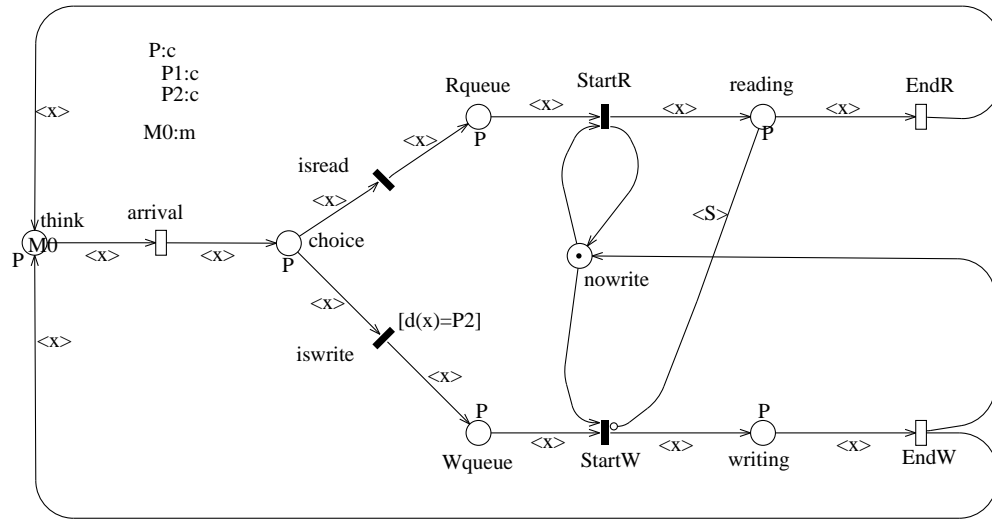 P:c
P1:c
P2:c
M0:m
<x>
think
M0
P
<x>
arrival
<x>
choice
P
<x>
isread
<x>
Rqueue
P
<x>
StartR
<x>
reading
P
<x>
EndR
<S>
nowrite
<x>
[d(x)=P2]
iswrite
<x>
P
Wqueue
<x>
StartW
<x>
P
writing
<x>
EndW
<x>